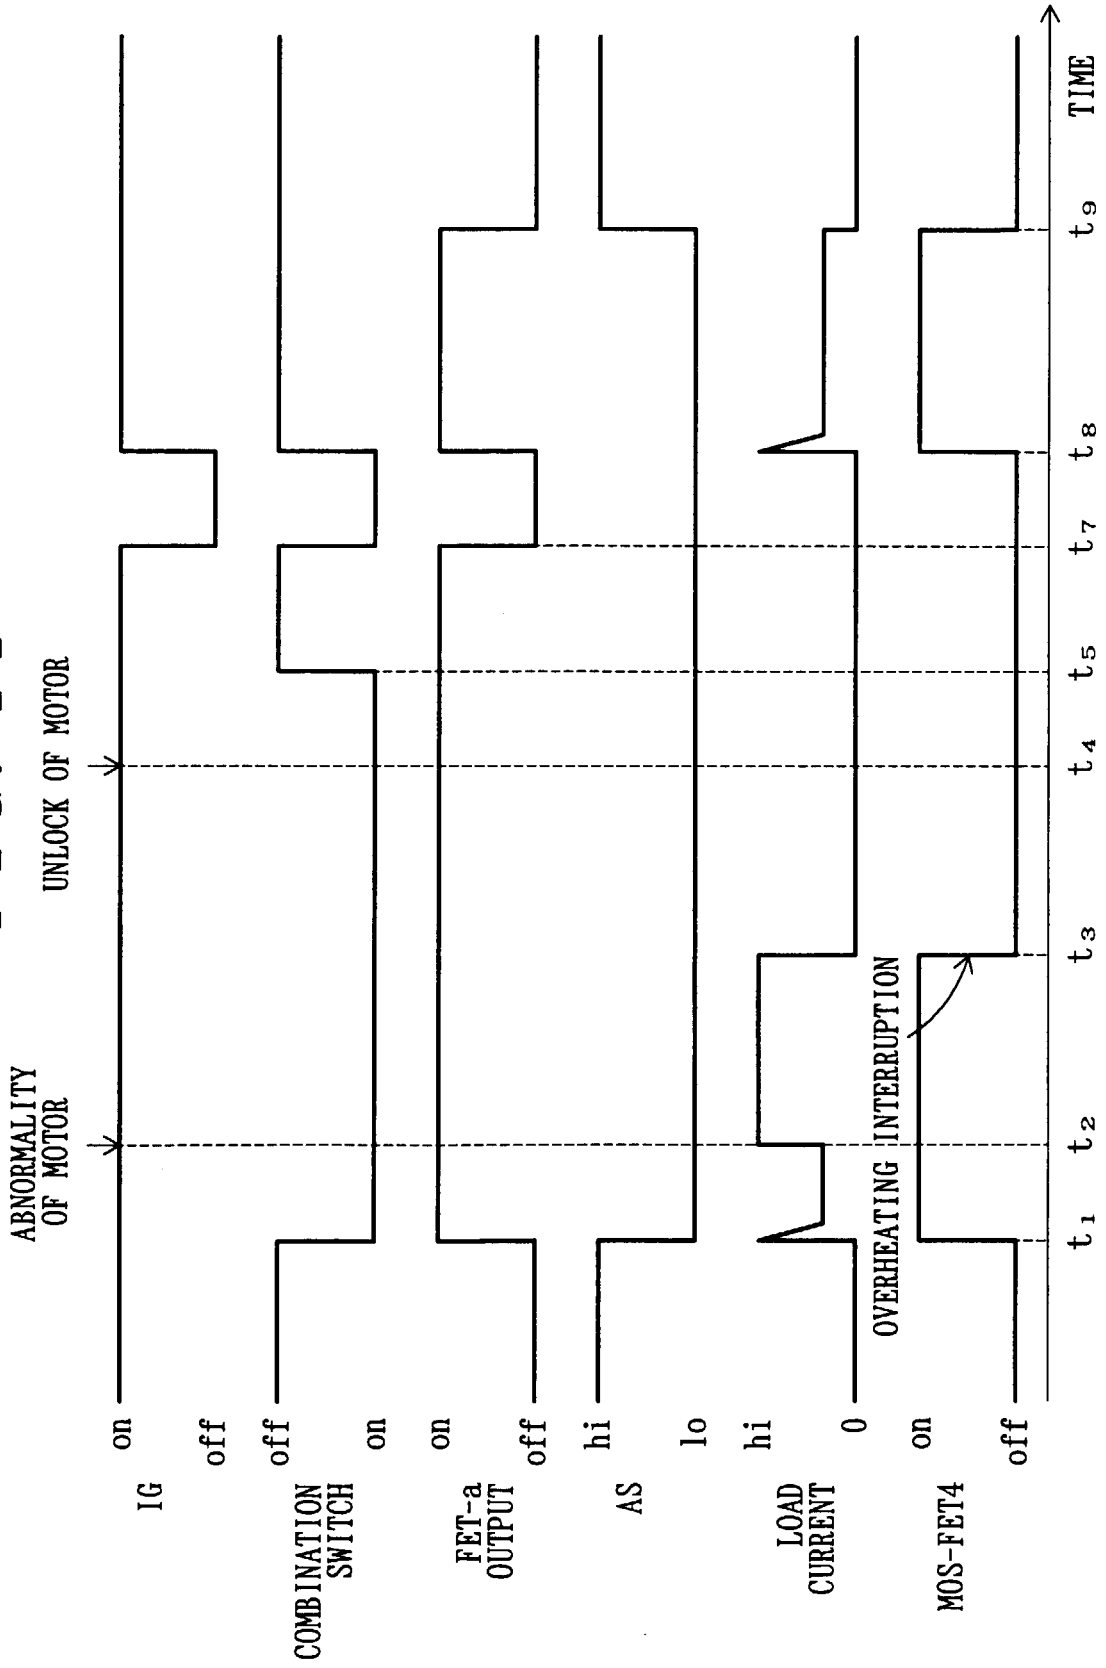 ABNORMALITY
OF MOTOR
UNLOCK OF MOTOR
IG
on
off
COMBINATION
SWITCH
off
on
FET-a
OUTPUT
on
off
AS
hi
lo
LOAD
CURRENT
hi
0
OVERHEATING INTERRUPTION
MOS-FET4
on
off
t1 t2 t3 t4 t5 t7 t8 t9
TIME